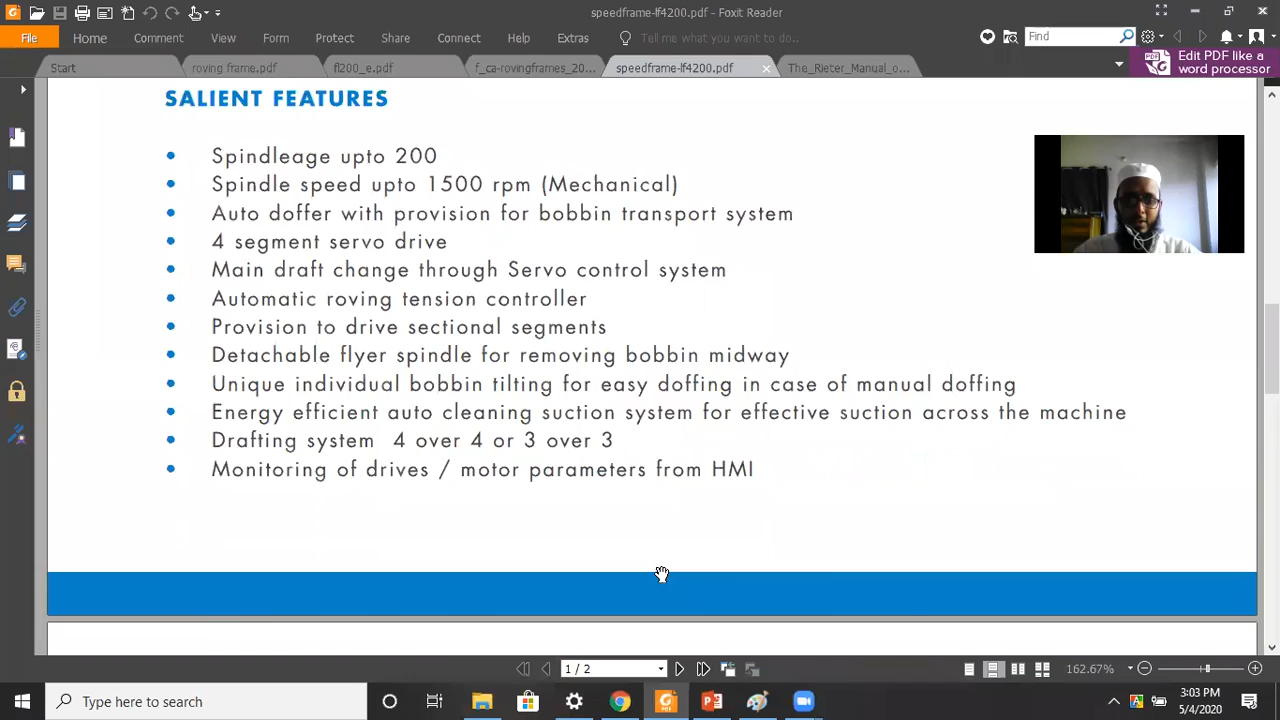 speedframe-lf4200.pdf - Foxit Reader
File Home Comment View Form Protect Share Connect Help Extras Tell me what you want to do... Find
Edit PDF like a word processor
Start roving frame.pdf fl200_e.pdf f_ca-rovingframes_20... speedframe-lf4200.pdf The_Rieter_Manual_o...
SALIENT FEATURES
• Spindleage upto 200
• Spindle speed upto 1500 rpm (Mechanical)
• Auto doffer with provision for bobbin transport system
• 4 segment servo drive
• Main draft change through Servo control system
• Automatic roving tension controller
• Provision to drive sectional segments
• Detachable flyer spindle for removing bobbin midway
• Unique individual bobbin tilting for easy doffing in case of manual doffing
• Energy efficient auto cleaning suction system for effective suction across the machine
• Drafting system 4 over 4 or 3 over 3
• Monitoring of drives / motor parameters from HMI
1 / 2 162.67%
Type here to search
3:03 PM
5/4/2020